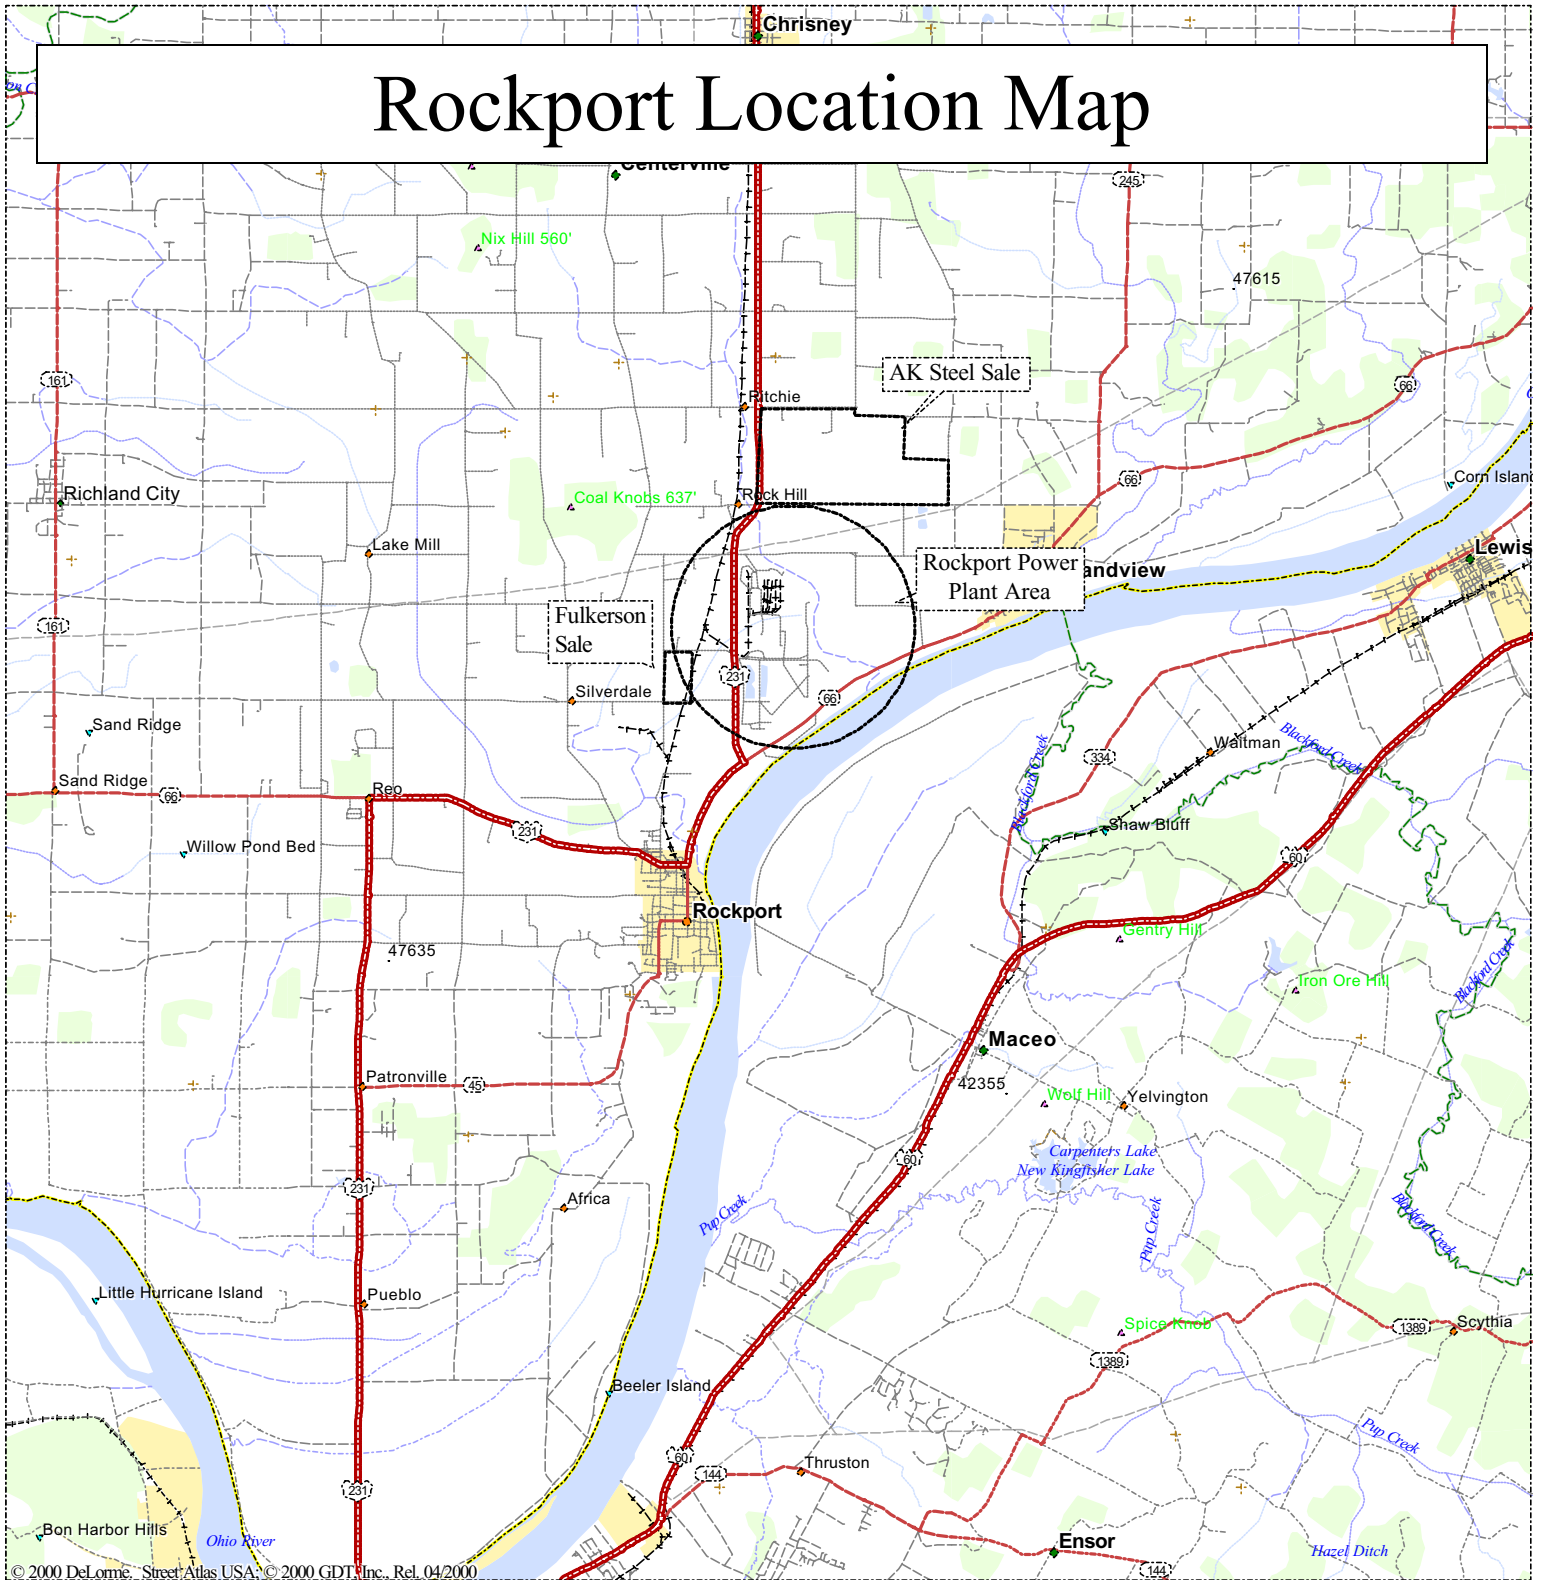 Chrisney
Rockport Location Map
Centerville
245
Nix Hill 560'
47615
161
AK Steel Sale
66
Ritchie
Richland City
Coal Knobs 637'
Rock Hill
66
Corn Island
Lake Mill
Rockport Power
Plant Area
andview
Lewis
161
Fulkerson
Sale
231
Silverdale
66
Sand Ridge
Blackford Creek
334
Waitman
Blackford Creek
Sand Ridge
66
Reo
231
Shaw Bluff
Willow Pond Bed
60
Rockport
Gentry Hill
47635
Iron Ore Hill
Blackford Creek
Maceo
Patronville
45
42355
Wolf Hill
Yelvington
60
Carpenters Lake
New Kingfisher Lake
231
Africa
Pup Creek
Pup Creek
Blackford Creek
Little Hurricane Island
Pueblo
Spice Knob
1389
Scythia
1389
Beeler Island
Pup Creek
60
144
Thruston
231
Bon Harbor Hills
Ohio River
Ensor
Hazel Ditch
144
© 2000 DeLorme. Street Atlas USA; © 2000 GDT, Inc., Rel. 04/2000